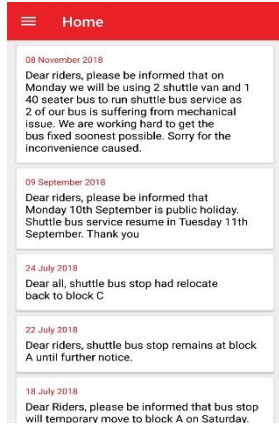 Home
08 November 2018
Dear riders, please be informed that on
Monday we will be using 2 shuttle van and 1
40 seater bus to run shuttle bus service as
2 of our bus is suffering from mechanical
issue. We are working hard to get the
bus fixed soonest possible. Sorry for the
inconvenience caused.
09 September 2018
Dear riders, please be informed that
Monday 10th September is public holiday.
Shuttle bus service resume in Tuesday 11th
September. Thank you
24 July 2018
Dear all, shuttle bus stop had relocate
back to block C
22 July 2018
Dear riders, shuttle bus stop remains at block
A until further notice.
18 July 2018
Dear Riders, please be informed that bus stop
will temporary move to block A on Saturday.